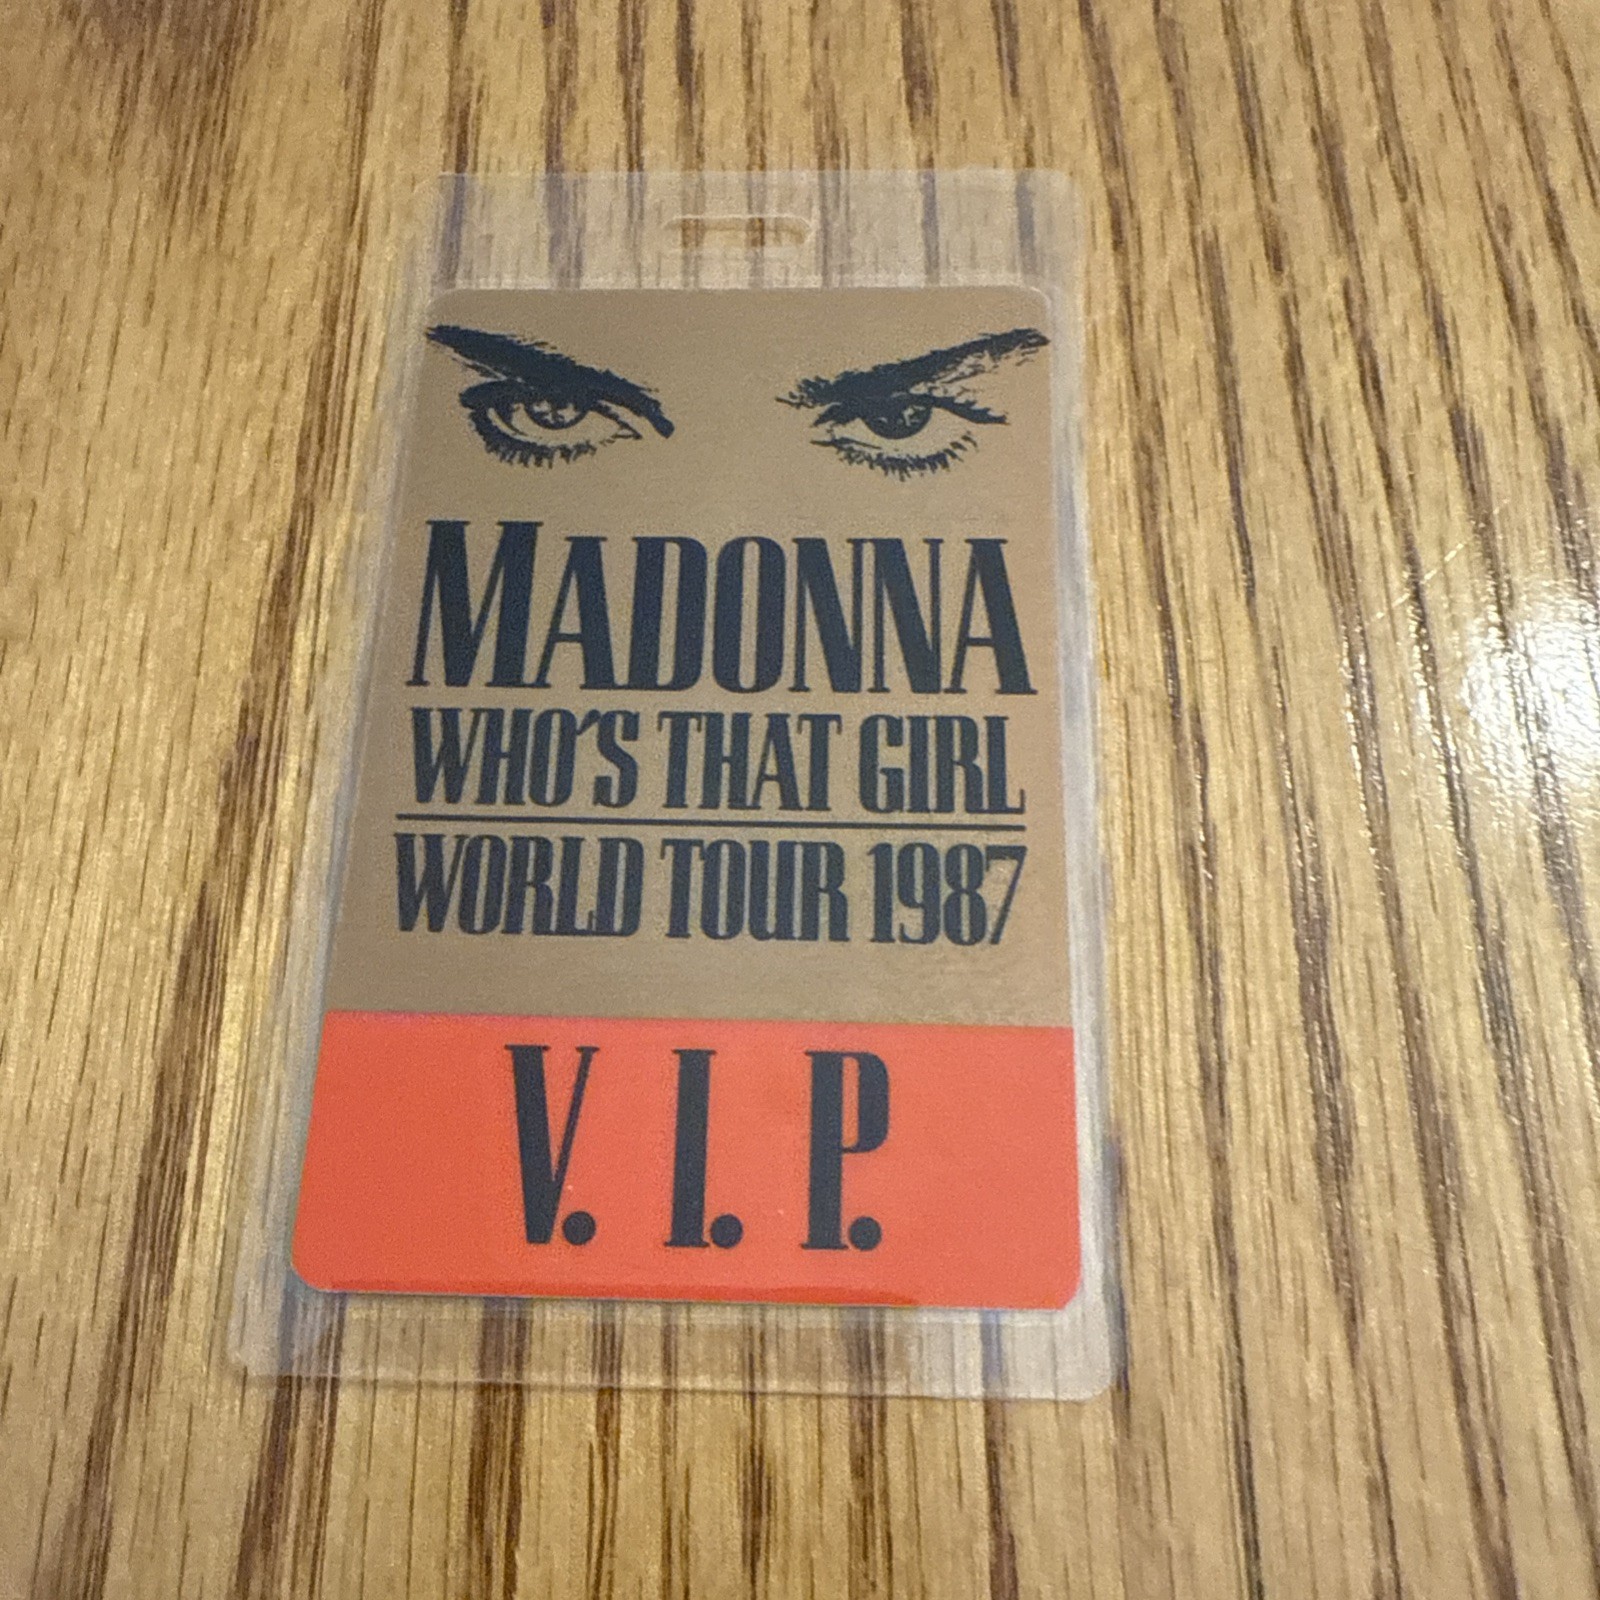 MADONNA
WHO'S THAT GIRL
WORLD TOUR 1987
V.I.P.